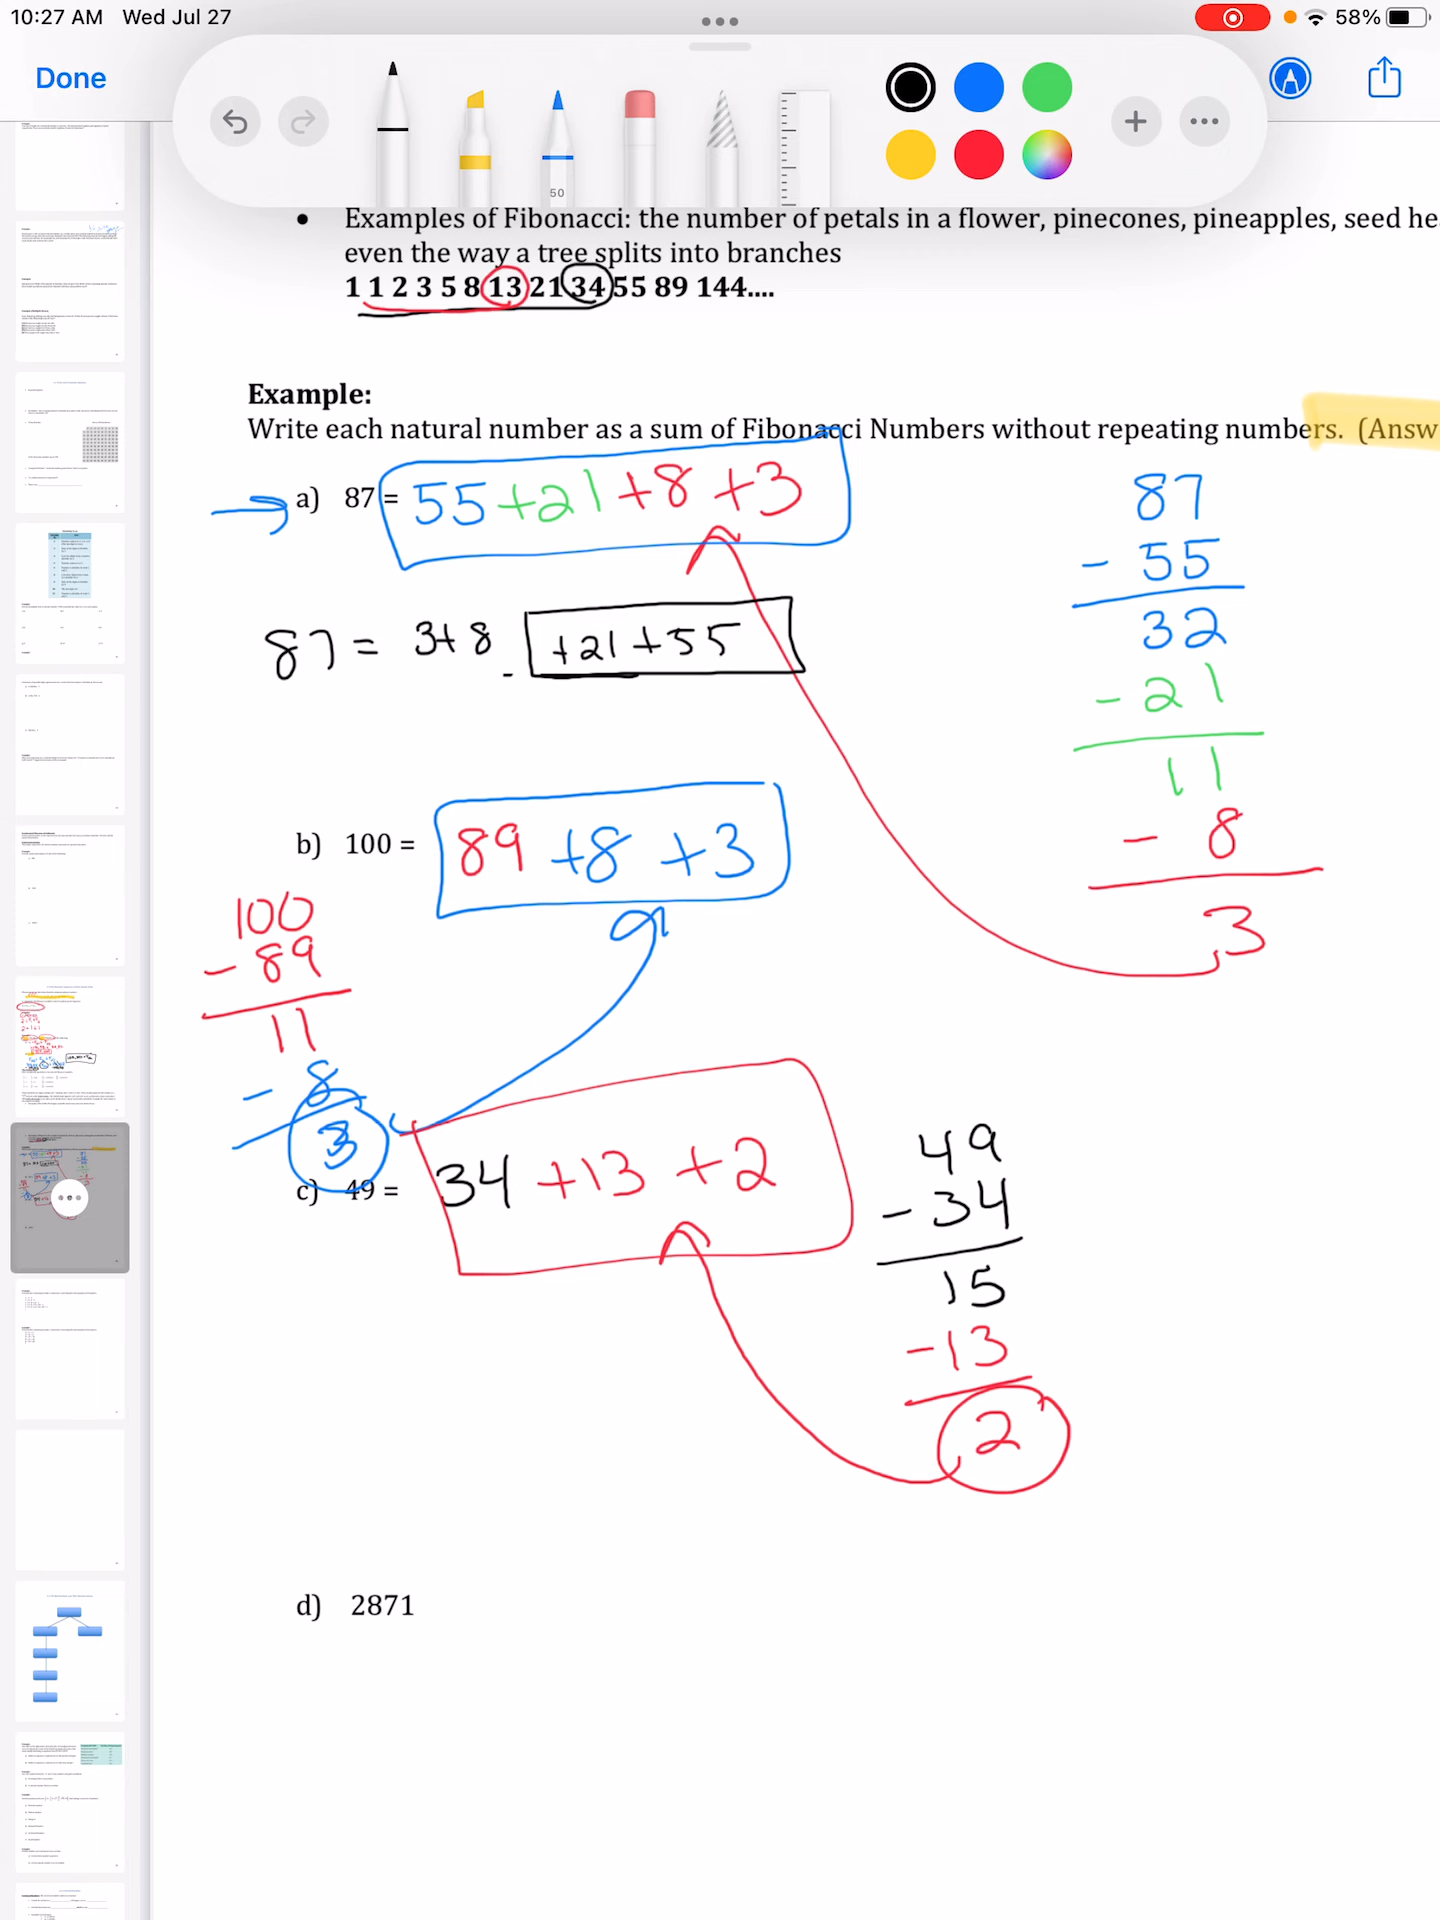 10:27 AM Wed Jul 27
58%
Done
50
• Examples of Fibonacci: the number of petals in a flower, pinecones, pineapples, seed he
even the way a tree splits into branches
1 1 2 3 5 8 13 21 34 55 89 144....
Example:
Write each natural number as a sum of Fibonacci Numbers without repeating numbers. (Answ
a) 87 = 55 + 21 + 8 + 3
87 = 3 + 8 + 21 + 55
87
- 55
32
- 21
11
- 8
3
b) 100 = 89 + 8 + 3
100
- 89
11
- 8
3
c) 49 = 34 + 13 + 2
49
- 34
15
- 13
2
d) 2871